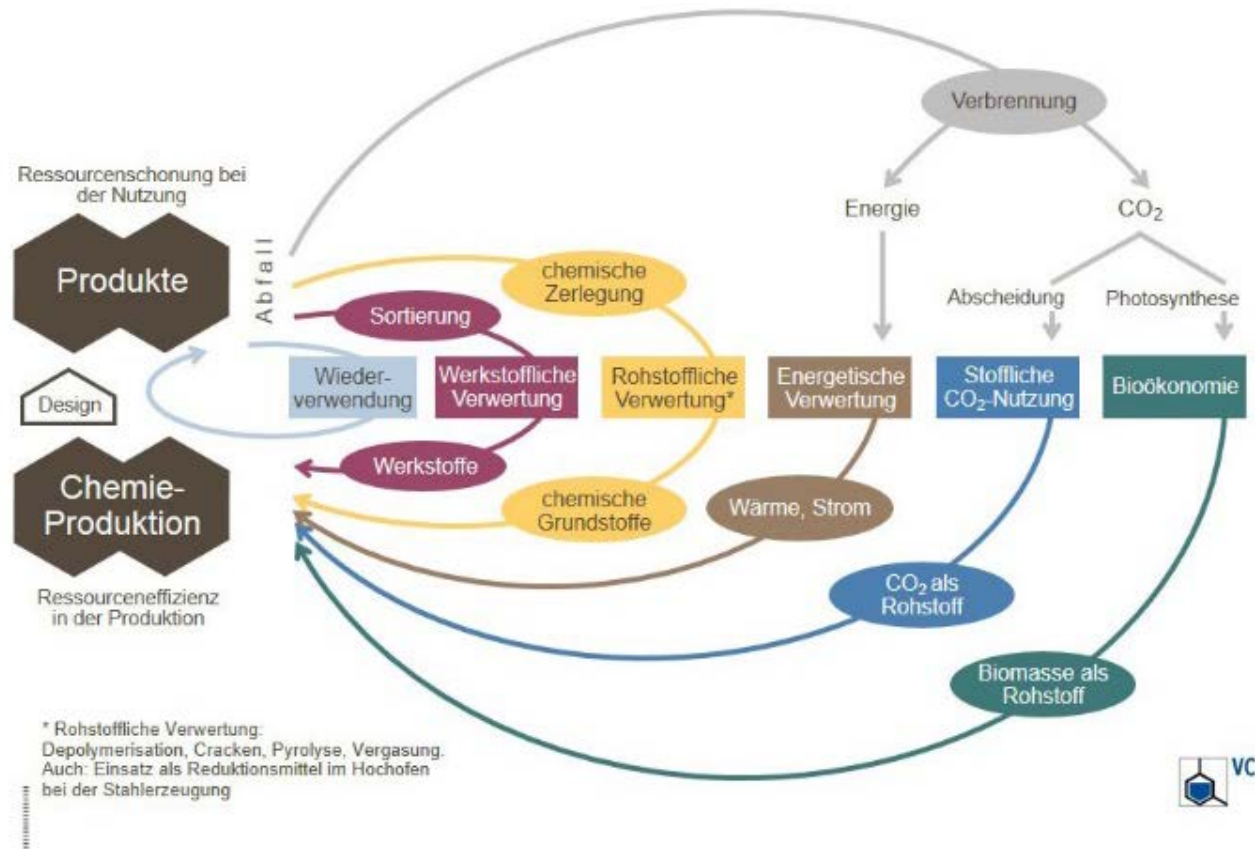 Verbrennung
Ressourcenschonung bei
der Nutzung
Energie
CO₂
Produkte
Abfall
chemische
Zerlegung
Abscheidung
Photosynthese
Sortierung
Design
Wieder-
verwendung
Werkstoffliche
Verwertung
Rohstoffliche
Verwertung*
Energetische
Verwertung
Stoffliche
CO₂-Nutzung
Bioökonomie
Werkstoffe
Chemie-
Produktion
chemische
Grundstoffe
Wärme, Strom
CO₂ als
Rohstoff
Ressourceneffizienz
in der Produktion
Biomasse als
Rohstoff
* Rohstoffliche Verwertung:
Depolymerisation, Cracken, Pyrolyse, Vergasung.
Auch: Einsatz als Reduktionsmittel im Hochofen
bei der Stahlerzeugung
VC